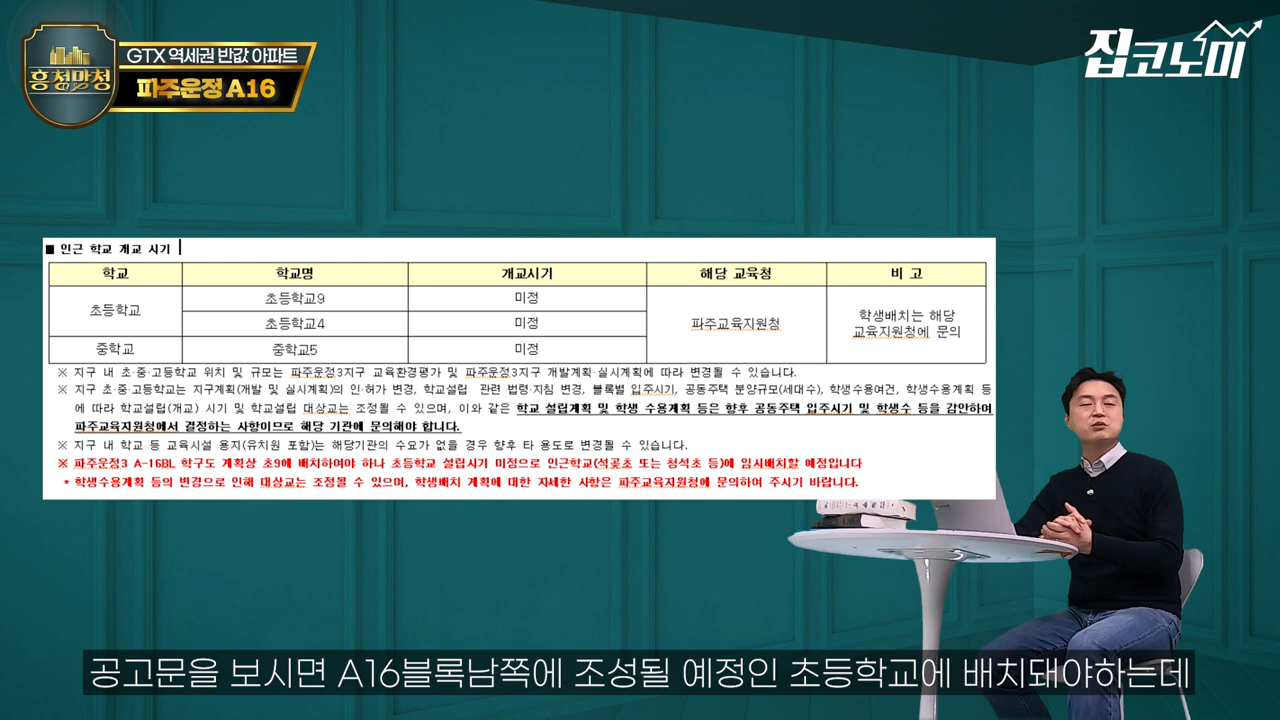 흥청망청
GTX 역세권 반값 아파트
파주운정 A16
집코노미
■ 인근 학교 개교 시기
학교 학교명 개교시기 해당 교육청 비 고
초등학교 초등학교9 미정 파주교육지원청 학생배치는 해당 교육지원청에 문의
초등학교4 미정
중학교 중학교5 미정
※ 지구 내 초·중·고등학교 위치 및 규모는 파주운정3지구 교육환경평가 및 파주운정3지구 개발계획·실시계획에 따라 변경될 수 있습니다.
※ 지구 초·중·고등학교는 지구계획(개발 및 실시계획)의 인·허가 변경, 학교설립 관련 법령·지침 변경, 블록별 입주시기, 공동주택 분양규모(세대수), 학생수용여건, 학생수용계획 등
에 따라 학교설립(개교) 시기 및 학교설립 대상교는 조정될 수 있으며, 이와 같은 학교 설립계획 및 학생 수용계획 등은 향후 공동주택 입주시기 및 학생수 등을 감안하여
파주교육지원청에서 결정하는 사항이므로 해당 기관에 문의해야 합니다.
※ 지구 내 학교 등 교육시설 용지(유치원 포함)는 해당기관의 수요가 없을 경우 향후 타 용도로 변경될 수 있습니다.
※ 파주운정3 A-16BL 학구도 계획상 초9에 배치하여야 하나 초등학교 설립시기 미정으로 인근학교(석곶초 또는 청석초 등)에 임시배치할 예정입니다
* 학생수용계획 등의 변경으로 인해 대상교는 조정될 수 있으며, 학생배치 계획에 대한 자세한 사항은 파주교육지원청에 문의하여 주시기 바랍니다.
공고문을 보시면 A16블록남쪽에 조성될 예정인 초등학교에 배치돼야하는데